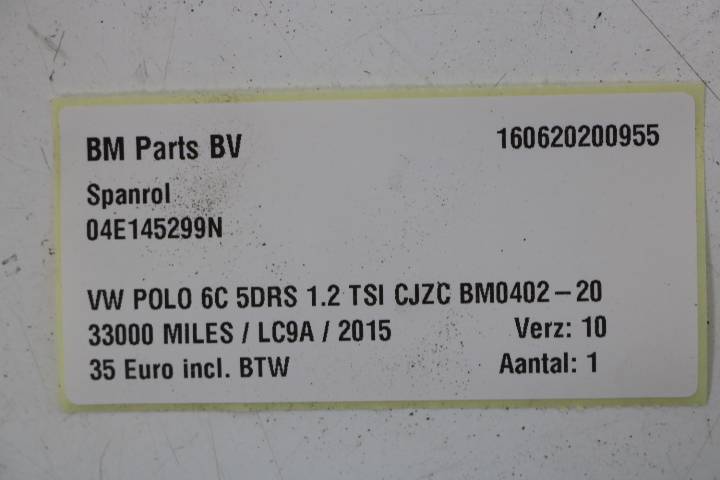 BM Parts BV 160620200955
Spanrol
04E145299N
VW POLO 6C 5DRS 1.2 TSI CJZC BM0402-20
33000 MILES / LC9A / 2015 Verz: 10
35 Euro incl. BTW Aantal: 1